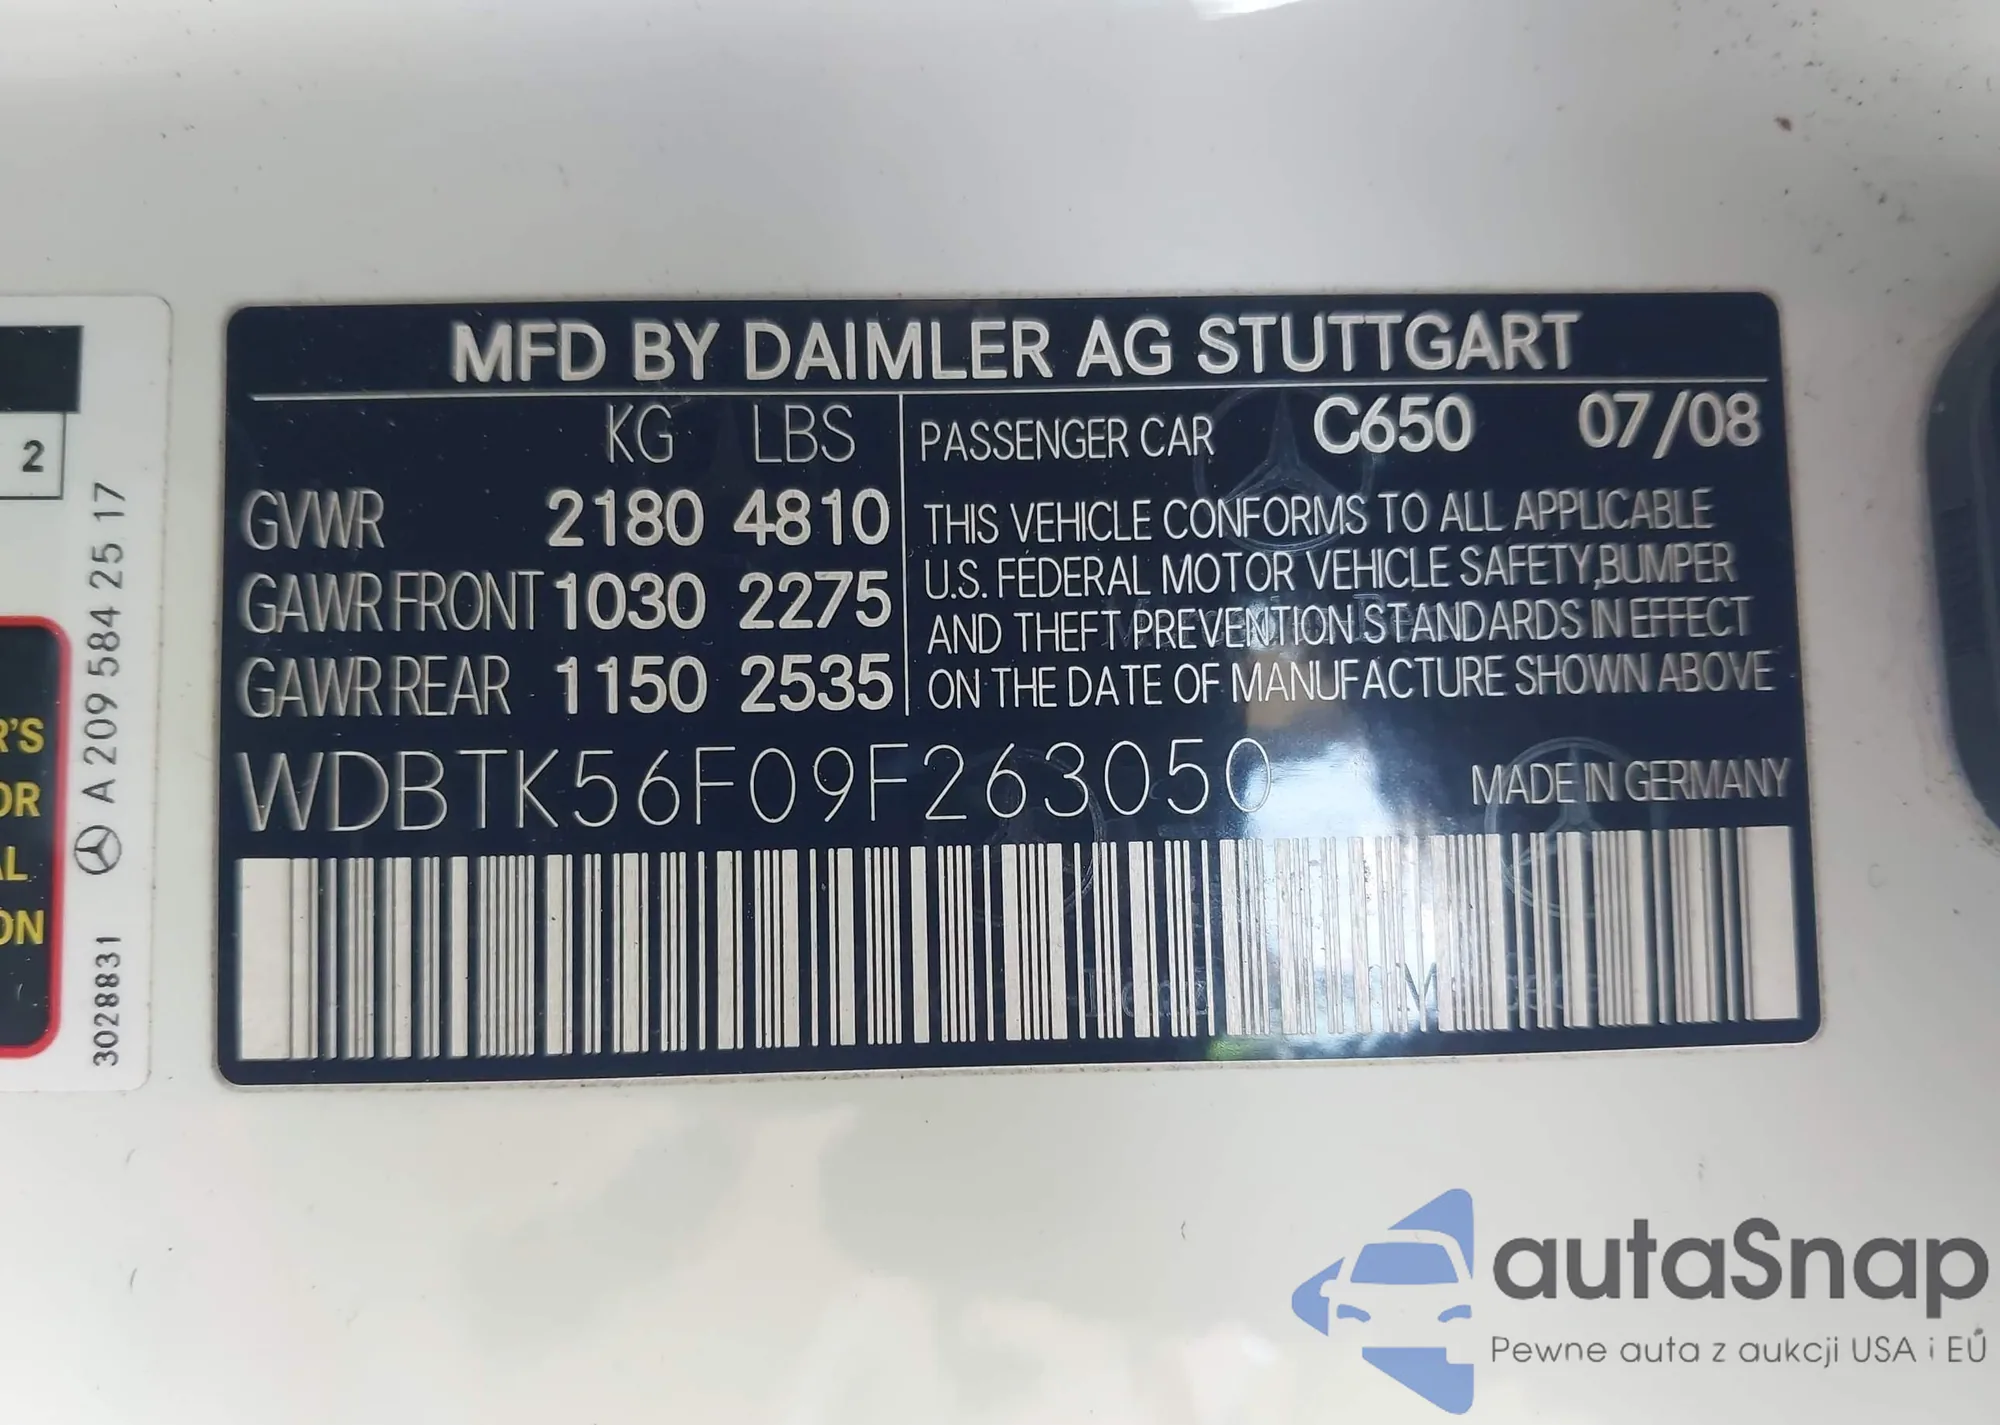 MFD BY DAIMLER AG STUTTGART
KG LBS
GVWR 2180 4810
GAWR FRONT 1030 2275
GAWR REAR 1150 2535
PASSENGER CAR C650 07/08
THIS VEHICLE CONFORMS TO ALL APPLICABLE
U.S. FEDERAL MOTOR VEHICLE SAFETY,BUMPER
AND THEFT PREVENTION STANDARDS IN EFFECT
ON THE DATE OF MANUFACTURE SHOWN ABOVE
WDBTK56F09F263050
MADE IN GERMANY
2
A 209 584 25 17
3028831
R'S
OR
AL
ON
autaSnap
Pewne auta z aukcji USA i EU